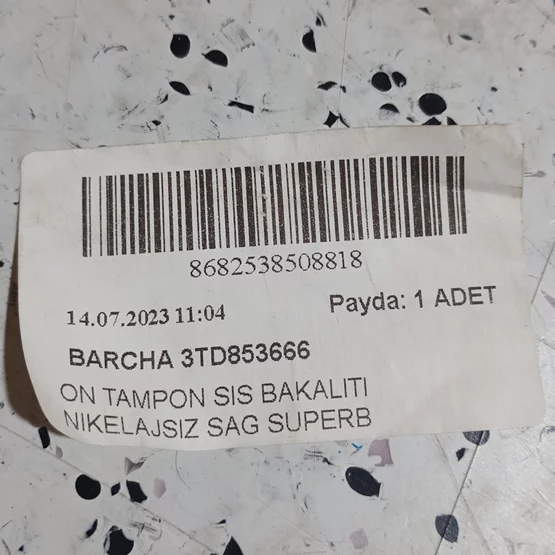 8682538508818
14.07.2023 11:04
Payda: 1 ADET
BARCHA 3TD853666
ON TAMPON SIS BAKALITI
NIKELAJSIZ SAG SUPERB